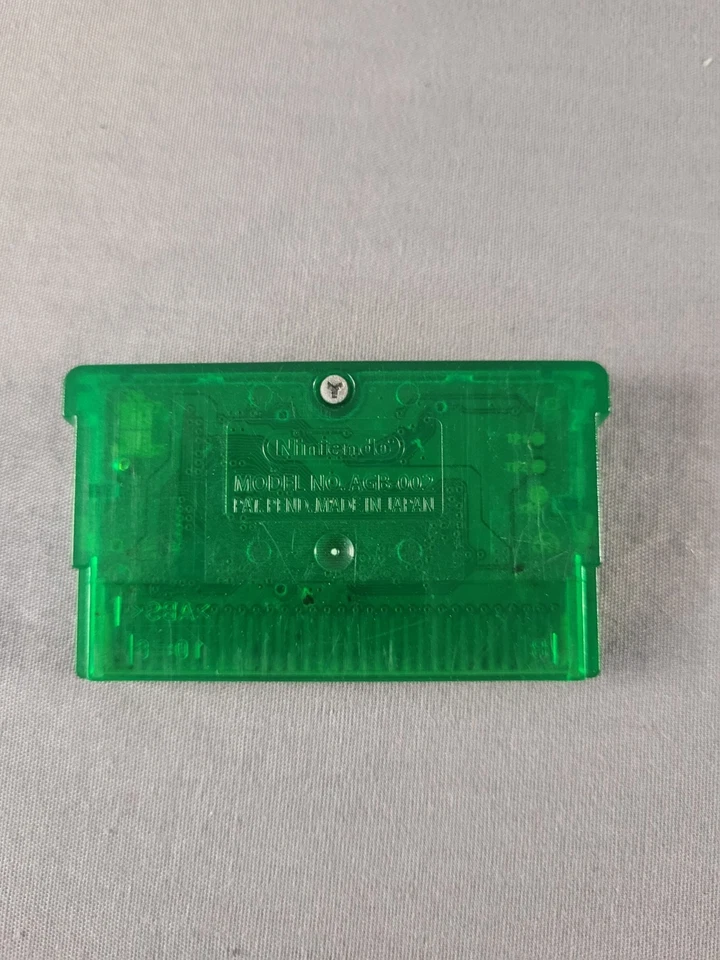 Nintendo
MODEL NO. AGB-002
PAT. PEND. MADE IN JAPAN